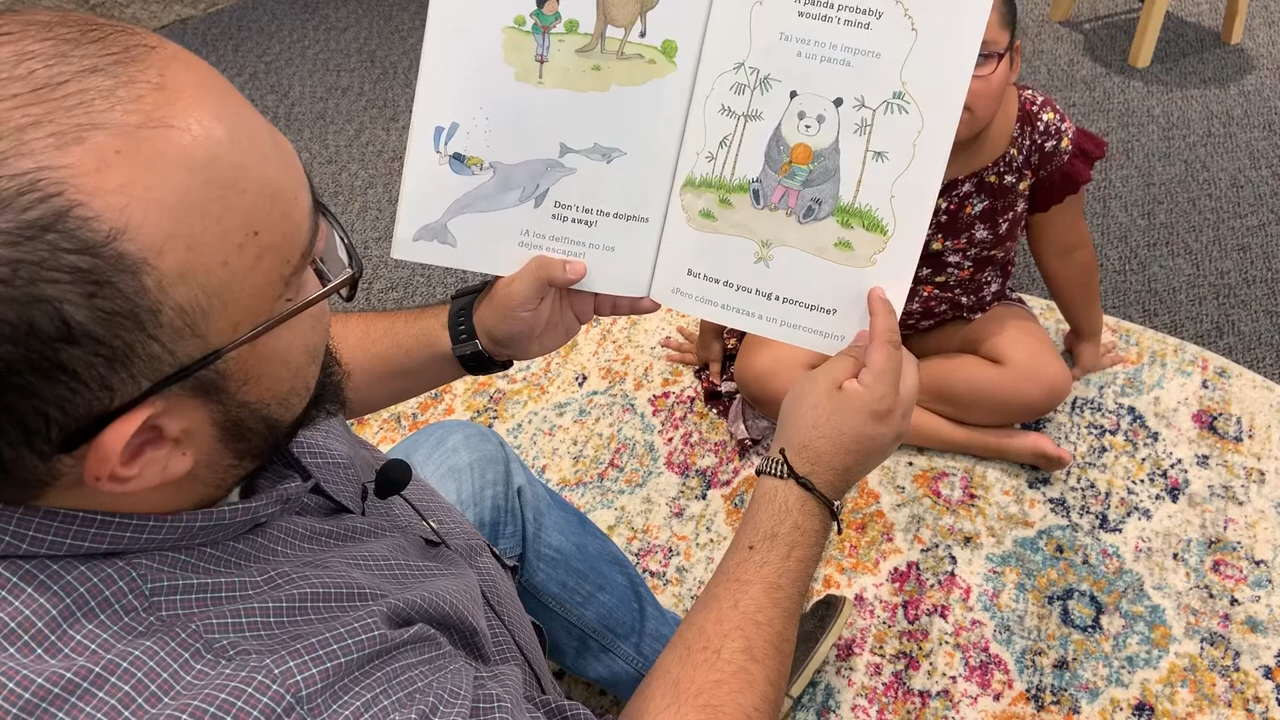 Don't let the dolphins
slip away!
¡A los delfines no los
dejes escapar!
A panda probably
wouldn't mind.
Tal vez no le importe
a un panda.
But how do you hug a porcupine?
¿Pero cómo abrazas a un puercoespín?